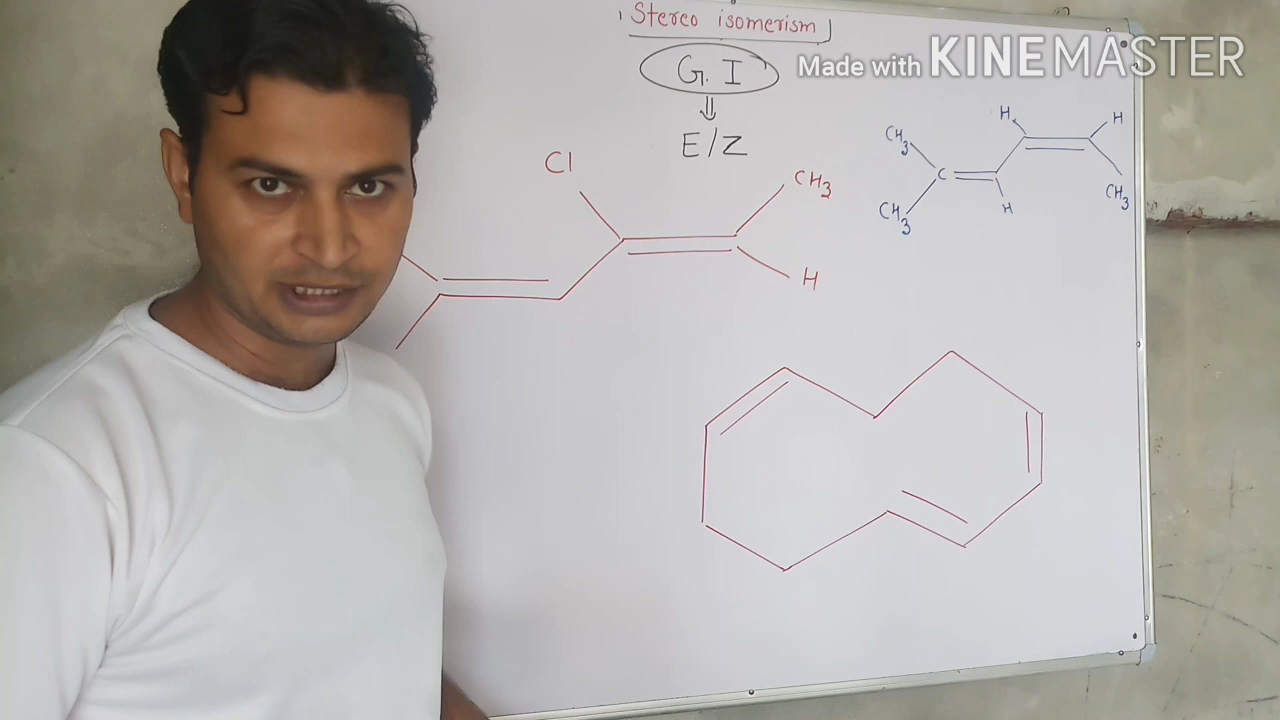 Stereo isomerism
G. I
⇓
E/Z
Made with KINEMASTER
Cl
CH3
H
CH3
C
CH3
H
H
H
CH3